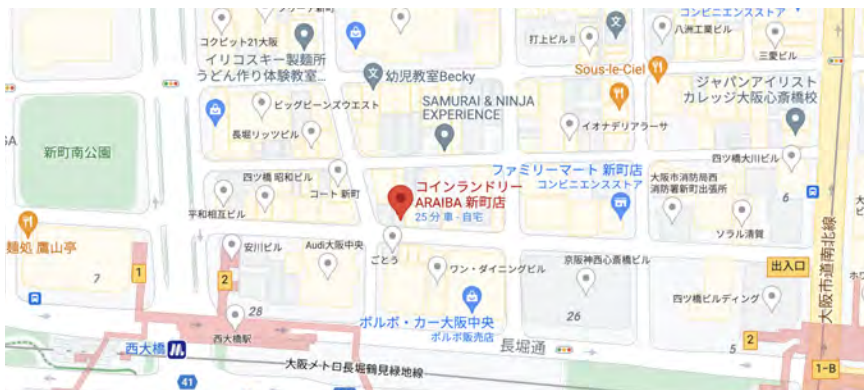 コクピット21大阪
イリコスキー製麺所
うどん作り体験教室...
ビッグビーンズウエスト
長堀リッツビル
新町南公園
四ツ橋 昭和ビル
コート 新町
平和相互ビル
麺処 鷹山亭
安川ビル
Audi大阪中央
ごとう
幼児教室Becky
SAMURAI & NINJA
EXPERIENCE
コインランドリー
ARAIBA 新町店
25 分 車 - 自宅
ファミリーマート 新町店
コンビニエンスストア
打上ビル II
Sous-le-Ciel
イオナデリアラーサ
コンビニエンスストア
八洲工業ビル
三愛ビル
ジャパンアイリスト
カレッジ大阪心斎橋校
四ツ橋大川ビル
大阪市消防局西
消防署新町出張所
6
ソラル清賀
出入口
大阪市道南北線
ワン・ダイニングビル
京阪神西心斎橋ビル
四ツ橋ビルディング
ボルボ・カー大阪中央
ボルボ販売店
26
長堀通
5
2
1-B
7
1
2
28
西大橋駅
西大橋
大阪メトロ長堀鶴見緑地線
41